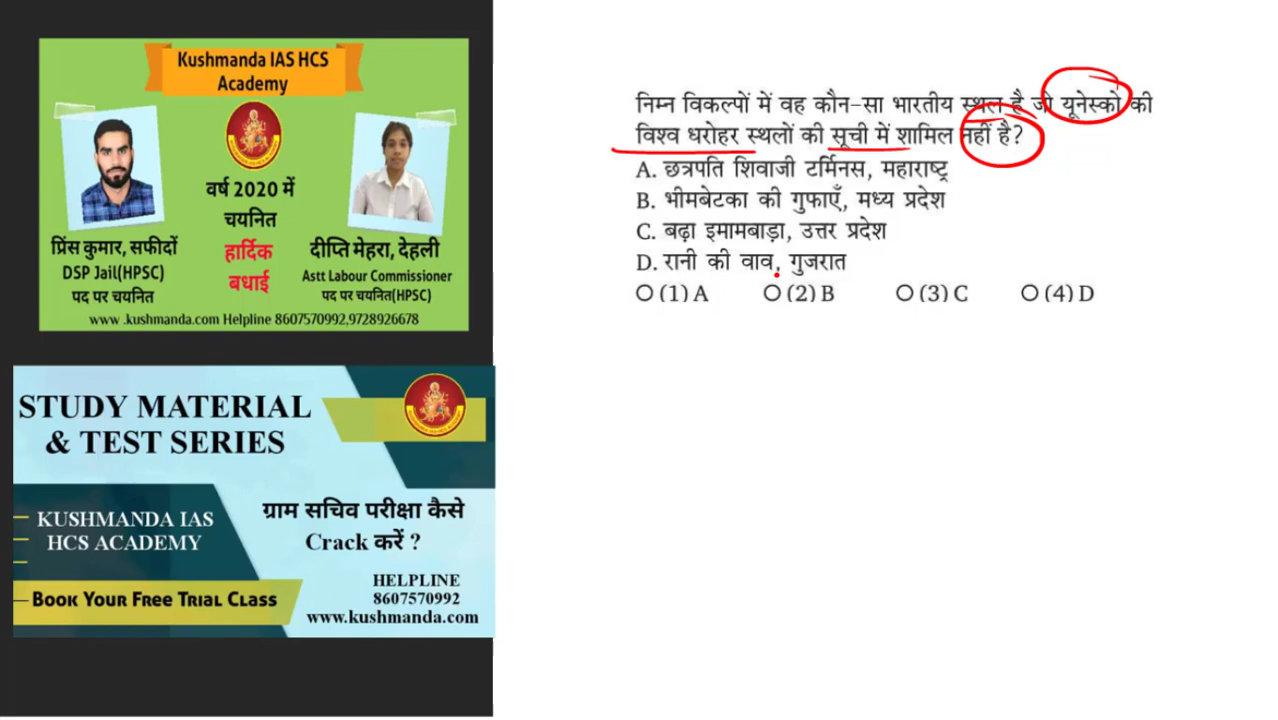 Kushmanda IAS HCS
Academy
वर्ष 2020 में
चयनित
हार्दिक
बधाई
प्रिंस कुमार, सफीदों
DSP Jail(HPSC)
पद पर चयनित
दीप्ति मेहरा, देहली
Astt Labour Commissioner
पद पर चयनित(HPSC)
www .kushmanda.com Helpline 8607570992,9728926678
STUDY MATERIAL
& TEST SERIES
KUSHMANDA IAS
HCS ACADEMY
ग्राम सचिव परीक्षा कैसे
Crack करें ?
Book Your Free Trial Class
HELPLINE
8607570992
www.kushmanda.com
निम्न विकल्पों में वह कौन-सा भारतीय स्थल है जो यूनेस्को की
विश्व धरोहर स्थलों की सूची में शामिल नहीं है?
A. छत्रपति शिवाजी टर्मिनस, महाराष्ट्र
B. भीमबेटका की गुफाएँ, मध्य प्रदेश
C. बढ़ा इमामबाड़ा, उत्तर प्रदेश
D. रानी की वाव, गुजरात
(1) A (2) B (3) C (4) D